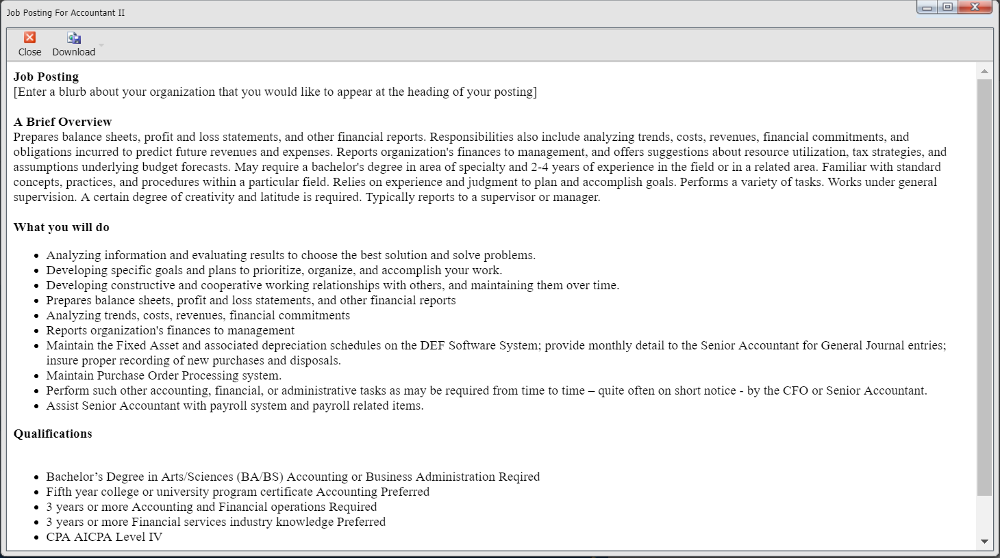 Job Posting For Accountant II
Close Download
Job Posting
[Enter a blurb about your organization that you would like to appear at the heading of your posting]
A Brief Overview
Prepares balance sheets, profit and loss statements, and other financial reports. Responsibilities also include analyzing trends, costs, revenues, financial commitments, and
obligations incurred to predict future revenues and expenses. Reports organization's finances to management, and offers suggestions about resource utilization, tax strategies, and
assumptions underlying budget forecasts. May require a bachelor's degree in area of specialty and 2-4 years of experience in the field or in a related area. Familiar with standard
concepts, practices, and procedures within a particular field. Relies on experience and judgment to plan and accomplish goals. Performs a variety of tasks. Works under general
supervision. A certain degree of creativity and latitude is required. Typically reports to a supervisor or manager.
What you will do
• Analyzing information and evaluating results to choose the best solution and solve problems.
• Developing specific goals and plans to prioritize, organize, and accomplish your work.
• Developing constructive and cooperative working relationships with others, and maintaining them over time.
• Prepares balance sheets, profit and loss statements, and other financial reports
• Analyzing trends, costs, revenues, financial commitments
• Reports organization's finances to management
• Maintain the Fixed Asset and associated depreciation schedules on the DEF Software System; provide monthly detail to the Senior Accountant for General Journal entries;
insure proper recording of new purchases and disposals.
• Maintain Purchase Order Processing system.
• Perform such other accounting, financial, or administrative tasks as may be required from time to time – quite often on short notice - by the CFO or Senior Accountant.
• Assist Senior Accountant with payroll system and payroll related items.
Qualifications
• Bachelor’s Degree in Arts/Sciences (BA/BS) Accounting or Business Administration Reqired
• Fifth year college or university program certificate Accounting Preferred
• 3 years or more Accounting and Financial operations Required
• 3 years or more Financial services industry knowledge Preferred
• CPA AICPA Level IV